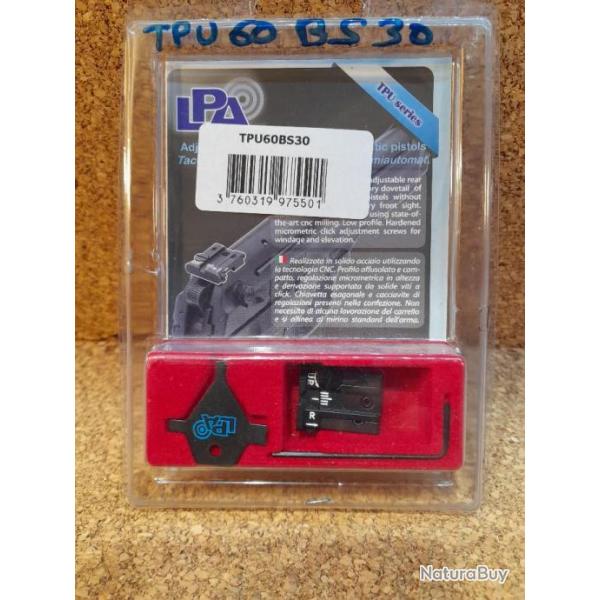 TPU 60 BS 30
LPA
TPU series
TPU60BS30
3 760319 975501
Adj tic pistols
Tac miautomat.
adjustable rear
ry dovetail of
pistols without
ry front sight.
using state-of-
the-art cnc milling. Low profile. Hardened
micrometric click adjustment screws for
windage and elevation.
Realizzata in solido acciaio utilizzando
la tecnologia CNC. Profilo affusolato e com-
patto, regolazione micrometrica in altezza
e derivazione supportata da solide viti a
click. Chiavetta esagonale e cacciavite di
regolazioni presenti nella confezione. Non
necessita di alcuna lavorazione del carrello
e si allinea al mirino standard dell'arma.
LPA
UP
R
NaturaBuy